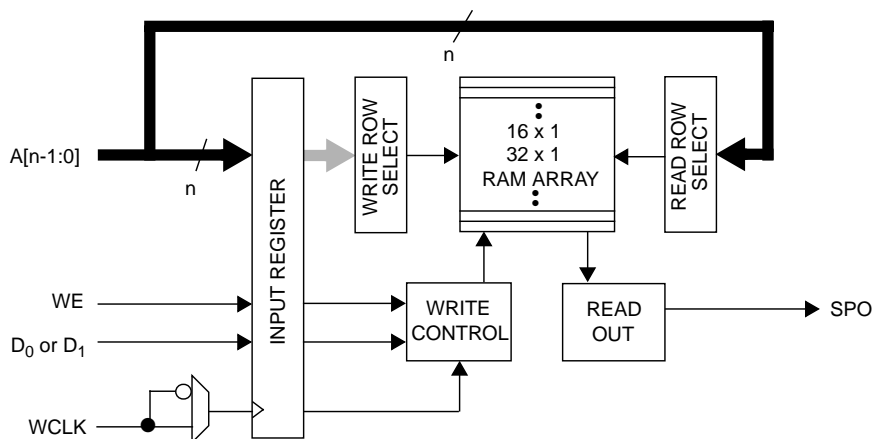 n
A[n-1:0]
n
INPUT REGISTER
WRITE ROW
SELECT
16 x 1
32 x 1
RAM ARRAY
READ ROW
SELECT
WE
D0 or D1
WRITE
CONTROL
READ
OUT
SPO
WCLK